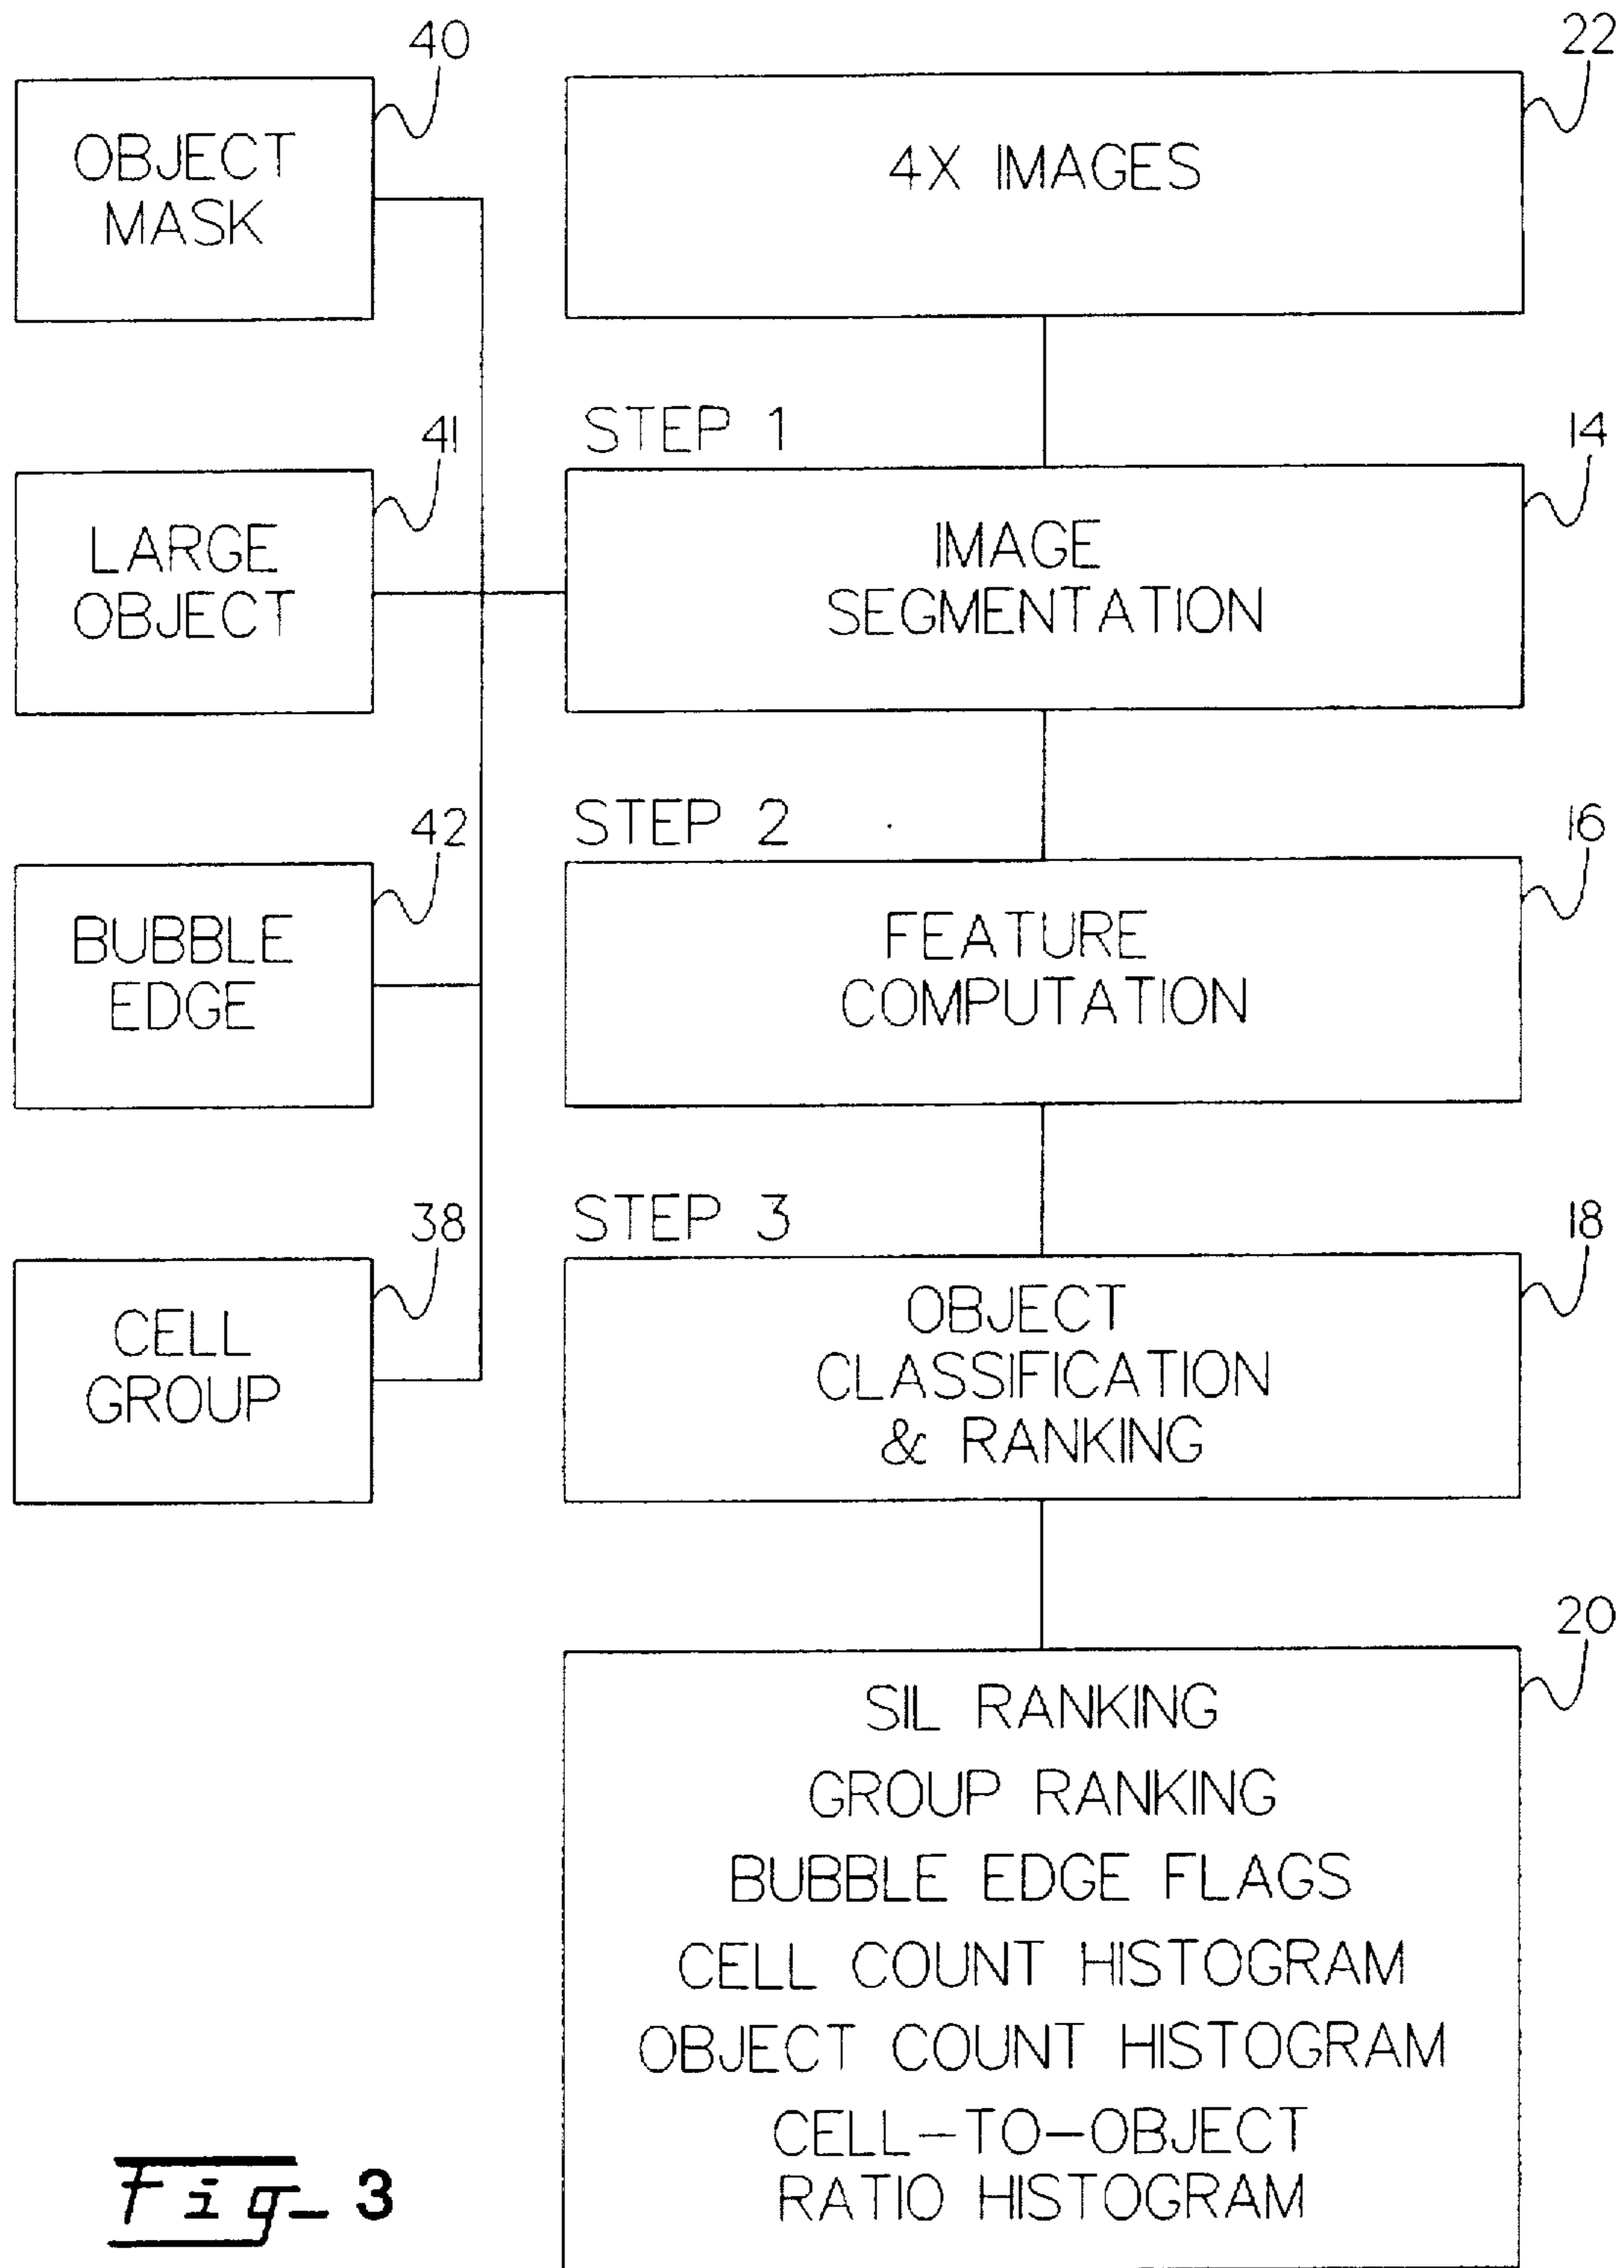 40
OBJECT
MASK
22
4X IMAGES
41
LARGE
OBJECT
STEP 1
14
IMAGE
SEGMENTATION
42
BUBBLE
EDGE
STEP 2
16
FEATURE
COMPUTATION
38
CELL
GROUP
STEP 3
18
OBJECT
CLASSIFICATION
& RANKING
20
SIL RANKING
GROUP RANKING
BUBBLE EDGE FLAGS
CELL COUNT HISTOGRAM
OBJECT COUNT HISTOGRAM
CELL-TO-OBJECT
RATIO HISTOGRAM
Fig_ 3